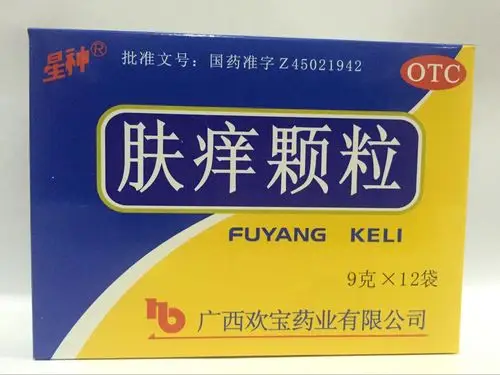 星神®
批准文号：国药准字Z45021942
OTC
肤痒颗粒
FUYANG KELI
9克×12袋
nb 广西欢宝药业有限公司